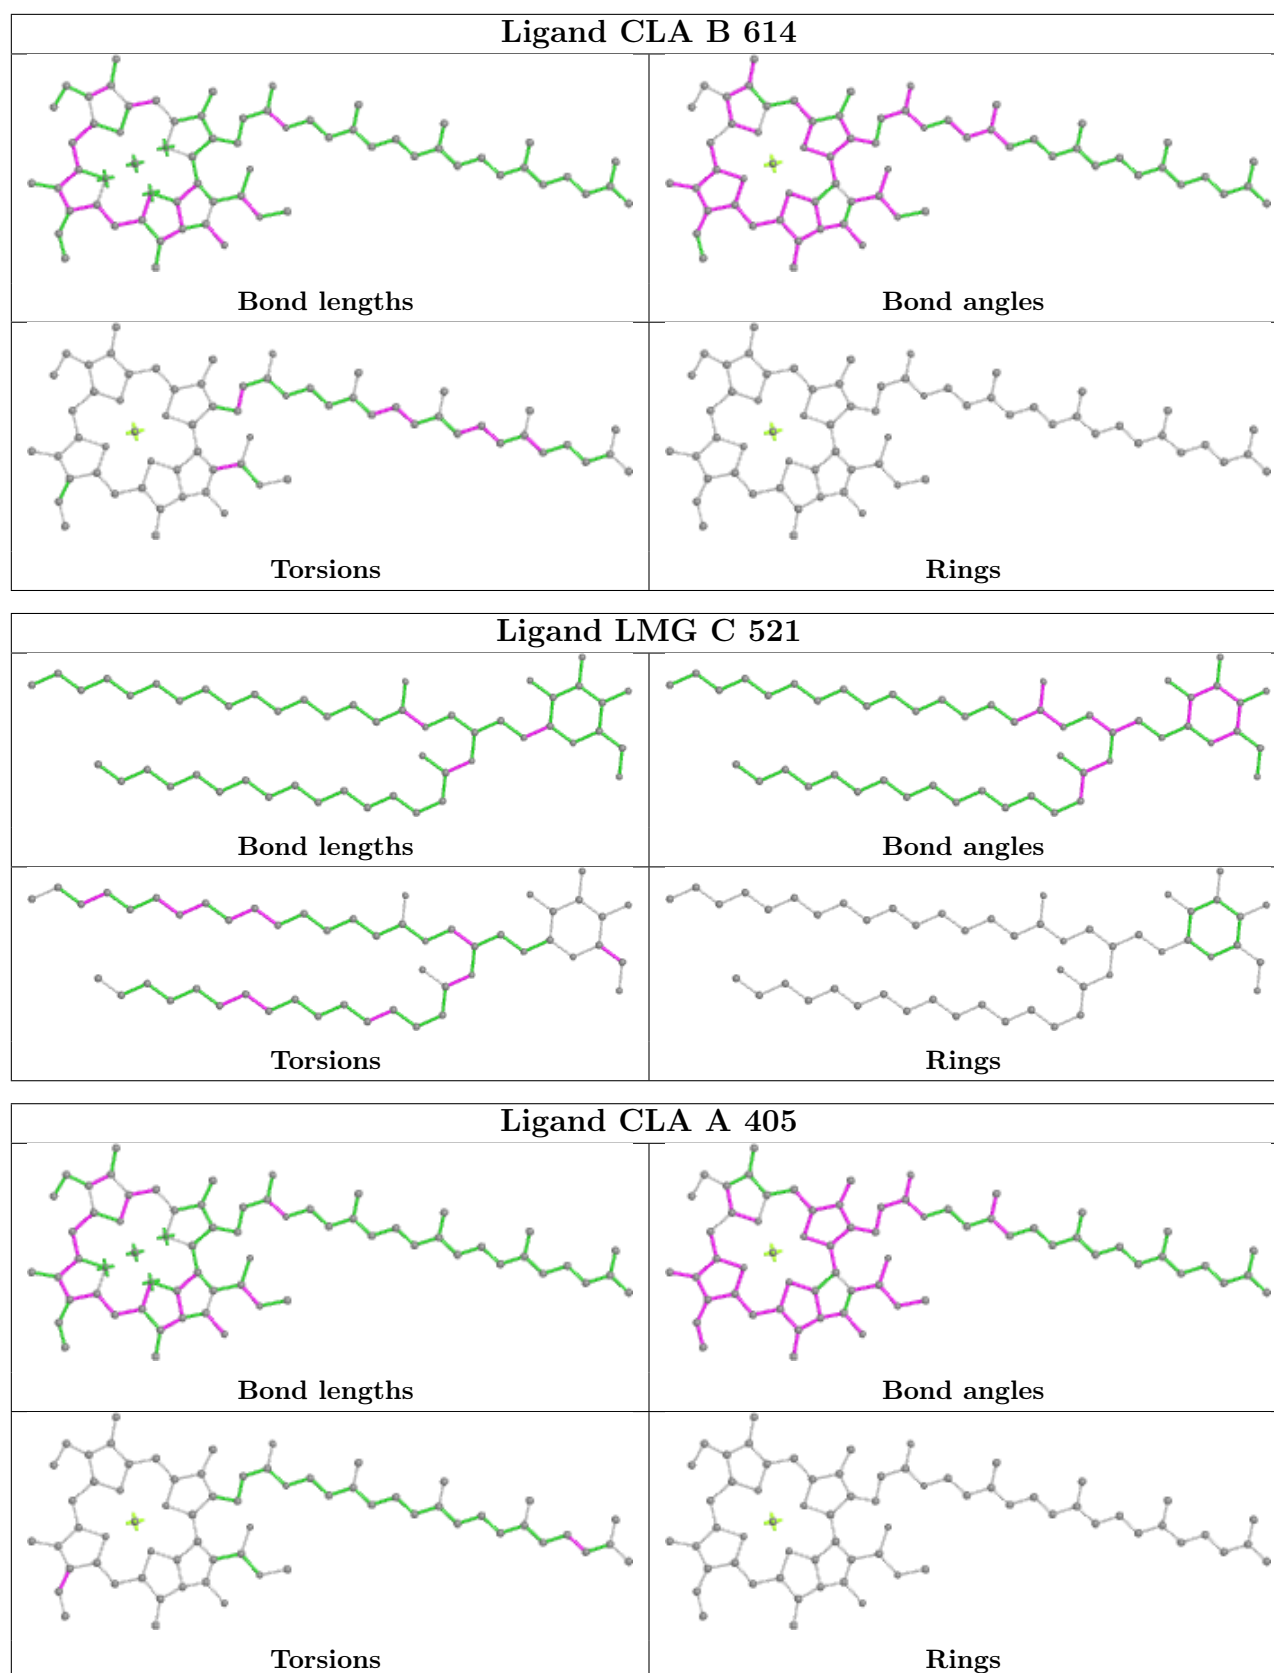 Ligand CLA B 614
Bond lengths
Bond angles
Torsions
Rings
Ligand LMG C 521
Bond lengths
Bond angles
Torsions
Rings
Ligand CLA A 405
Bond lengths
Bond angles
Torsions
Rings